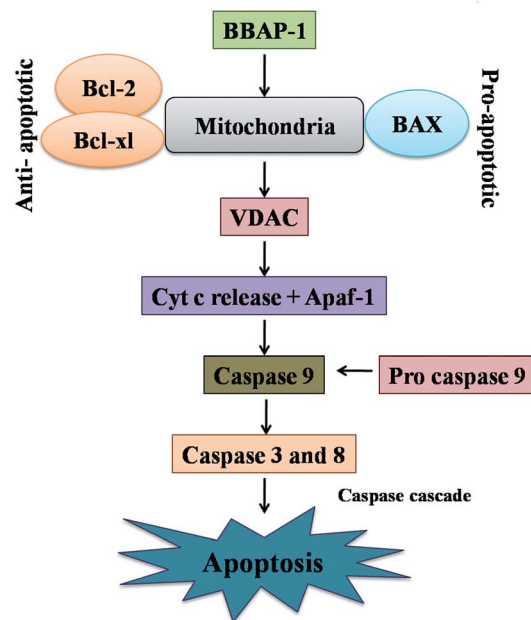 BBAP-1
Anti- apoptotic
Bcl-2
Bcl-xl
Mitochondria
BAX
Pro-apoptotic
VDAC
Cyt c release + Apaf-1
Caspase 9
Pro caspase 9
Caspase 3 and 8
Caspase cascade
Apoptosis